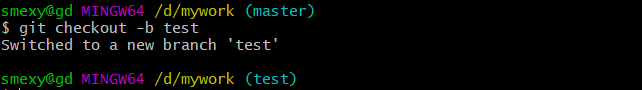 smexy@gd MINGW64 /d/mywork (master)
$ git checkout -b test
Switched to a new branch 'test'
smexy@gd MINGW64 /d/mywork (test)